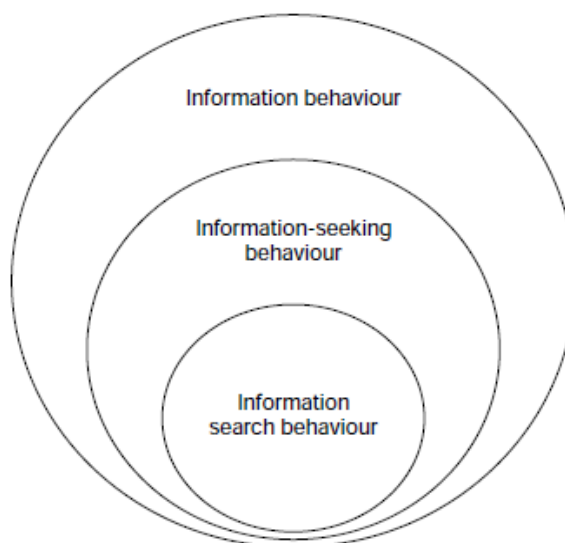 Information behaviour
Information-seeking
behaviour
Information
search behaviour